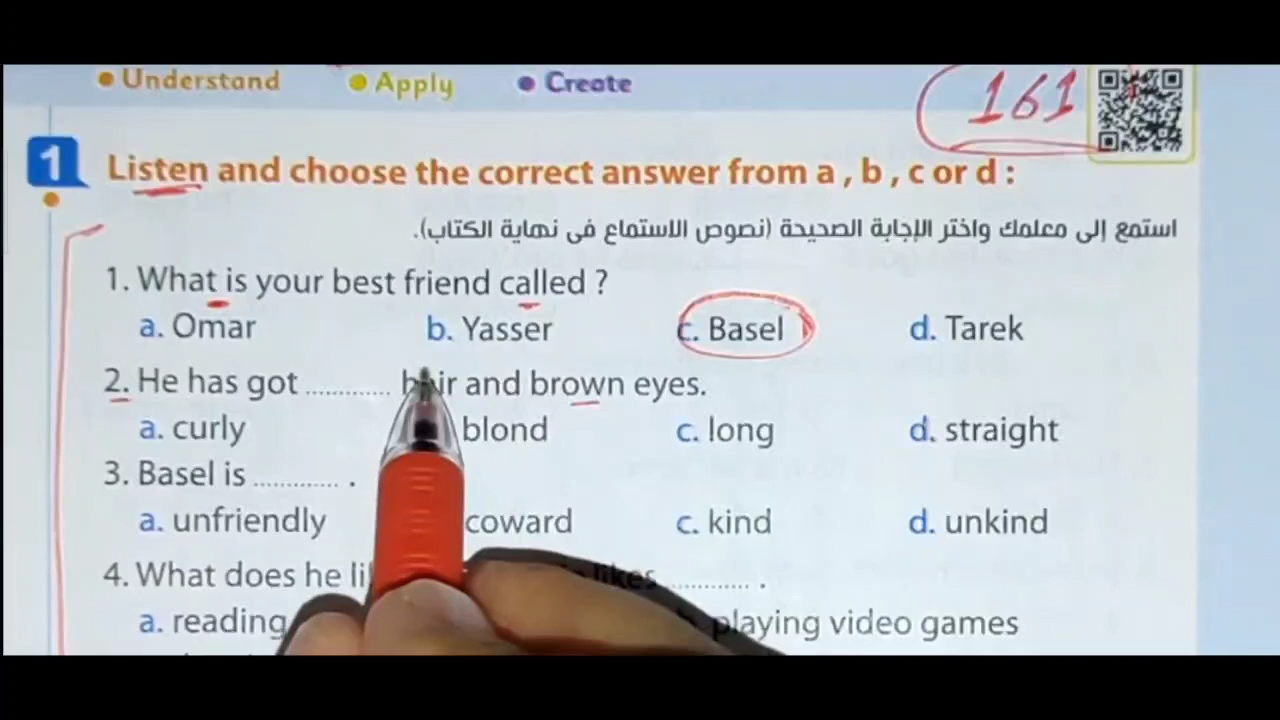 Understand Apply Create
161
1 Listen and choose the correct answer from a , b , c or d :
استمع إلى معلمك واختر الإجابة الصحيحة (نصوص الاستماع فى نهاية الكتاب).
1. What is your best friend called ?
a. Omar b. Yasser c. Basel d. Tarek
2. He has got ............ hair and brown eyes.
a. curly blond c. long d. straight
3. Basel is ............ .
a. unfriendly coward c. kind d. unkind
4. What does he likes ............ .
a. reading playing video games